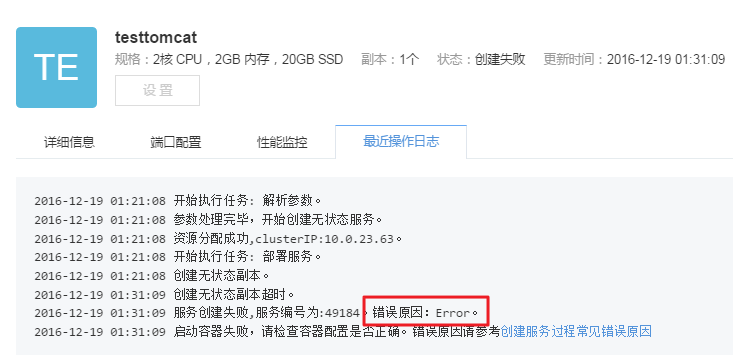 TE
testtomcat
规格：2核 CPU，2GB 内存，20GB SSD 副本：1个 状态：创建失败 更新时间：2016-12-19 01:31:09
设 置
详细信息 端口配置 性能监控 最近操作日志
2016-12-19 01:21:08 开始执行任务: 解析参数。
2016-12-19 01:21:08 参数处理完毕，开始创建无状态服务。
2016-12-19 01:21:08 资源分配成功,clusterIP:10.0.23.63。
2016-12-19 01:21:08 开始执行任务: 部署服务。
2016-12-19 01:21:08 创建无状态副本。
2016-12-19 01:31:09 创建无状态副本超时。
2016-12-19 01:31:09 服务创建失败,服务编号为:49184。错误原因: Error。
2016-12-19 01:31:09 启动容器失败，请检查容器配置是否正确。错误原因请参考创建服务过程常见错误原因